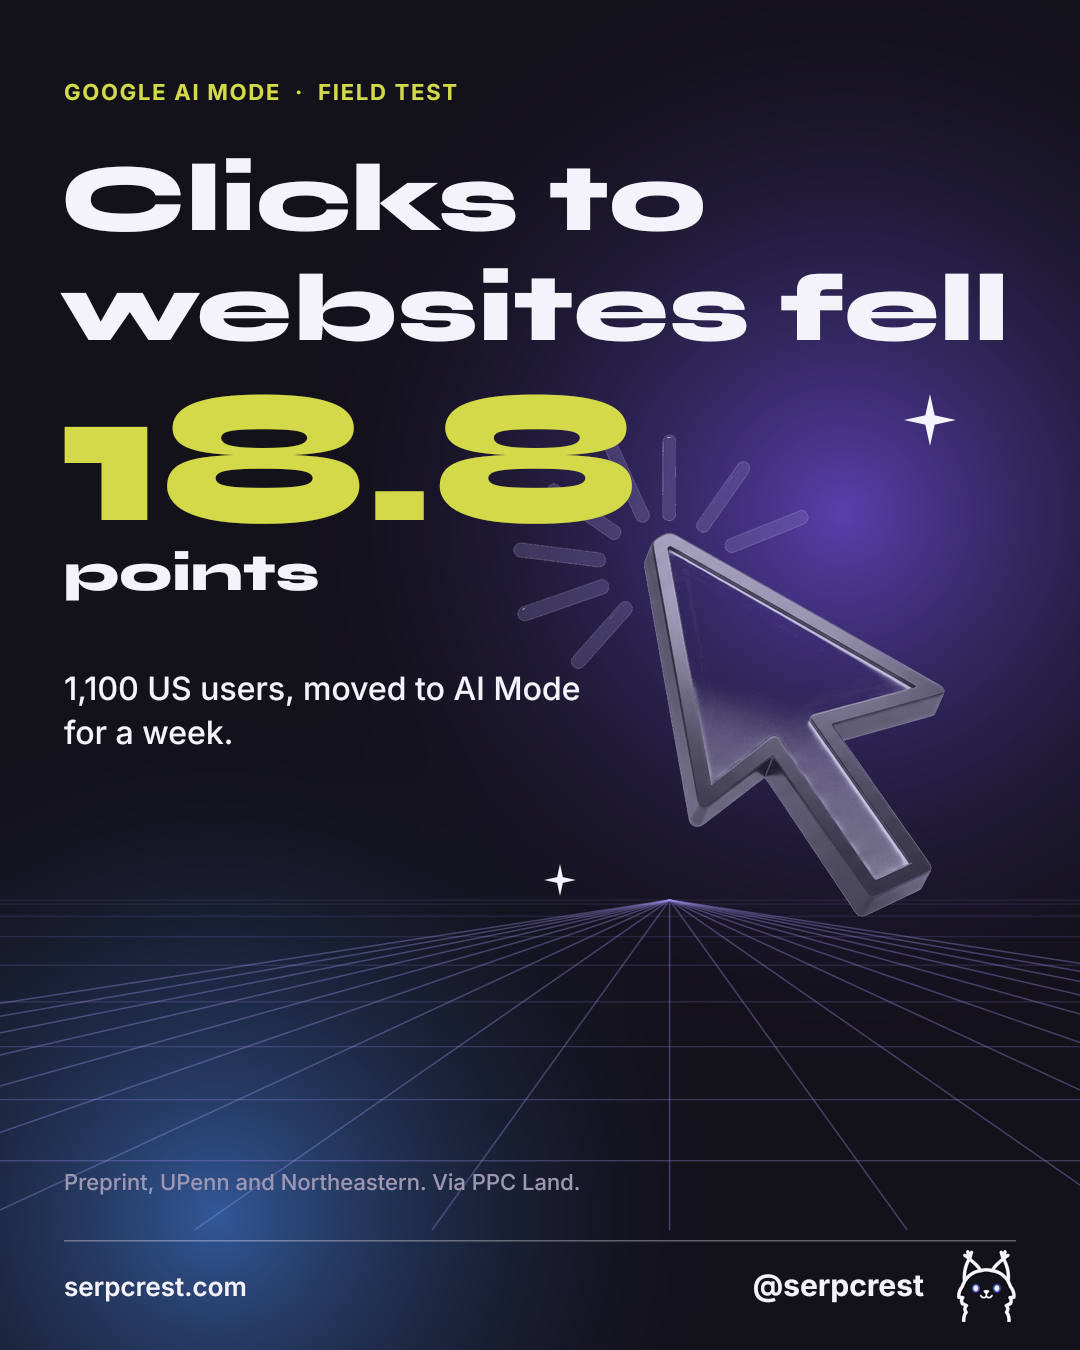 GOOGLE AI MODE · FIELD TEST
Clicks to
websites fell
18.8
points
1,100 US users, moved to AI Mode
for a week.
Preprint, UPenn and Northeastern. Via PPC Land.
serpcrest.com
@serpcrest